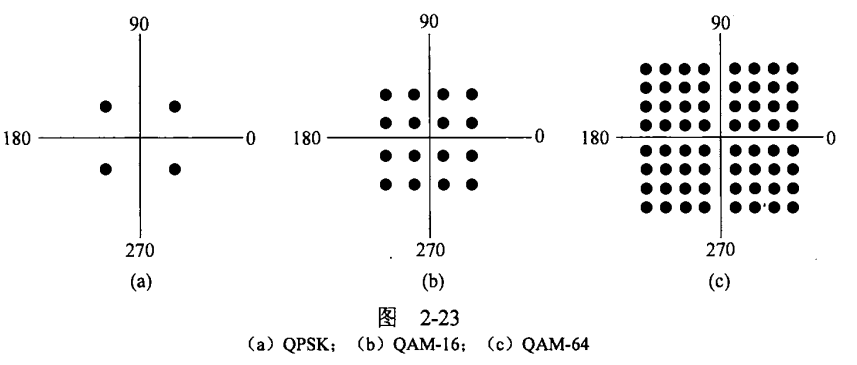 90 90 90
180 0 180 0 180 0
270 270 270
(a) (b) (c)
图 2-23
（a）QPSK；（b）QAM-16；（c）QAM-64